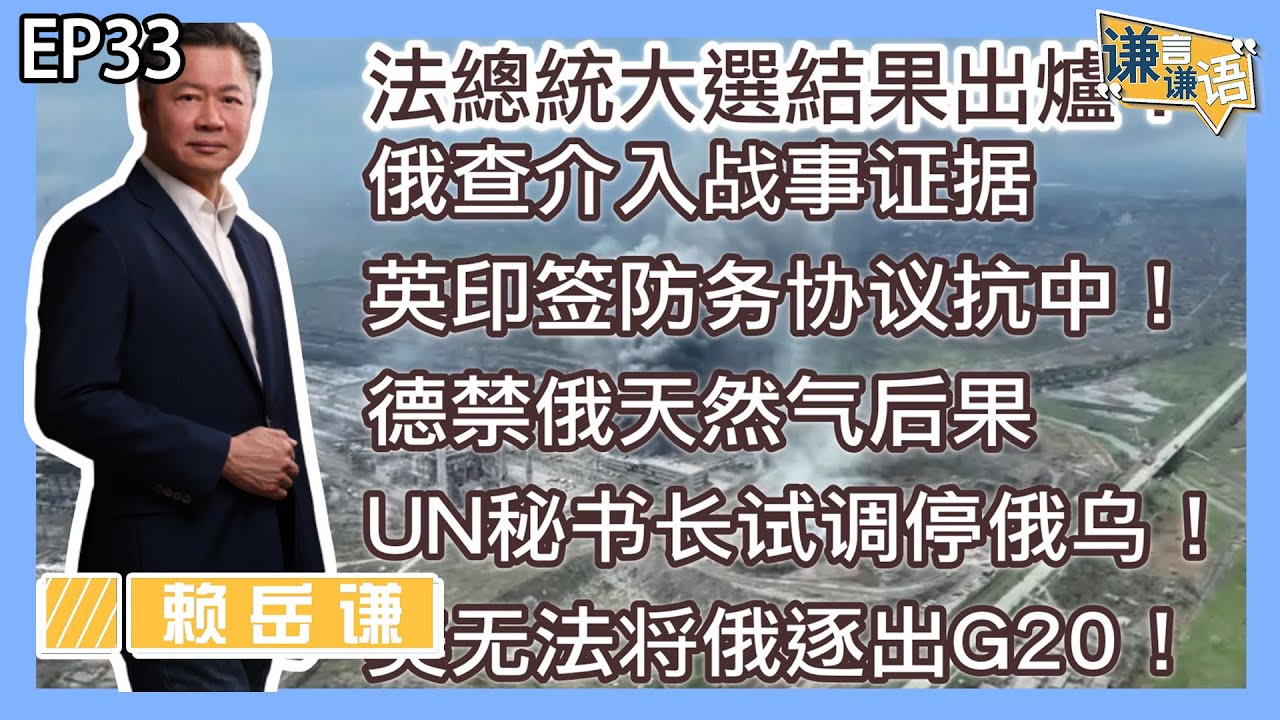 EP33
谦言谦语
法總統大選結果出爐！
俄查介入战事证据
英印签防务协议抗中！
德禁俄天然气后果
UN秘书长试调停俄乌！
无法将俄逐出G20！
赖岳谦